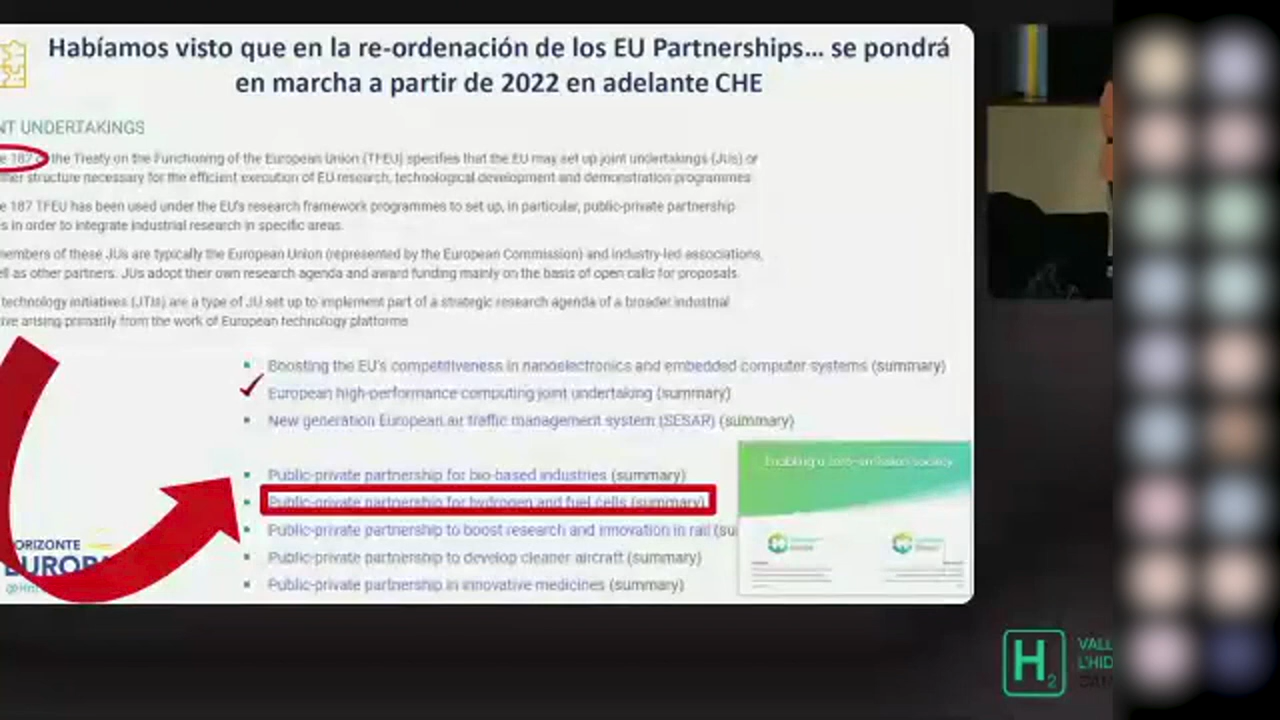 Habíamos visto que en la re-ordenación de los EU Partnerships... se pondrá
en marcha a partir de 2022 en adelante CHE
NT UNDERTAKINGS
e 187 of the Treaty on the Functioning of the European Union (TFEU) specifies that the EU may set up joint undertakings (JUs) or
her structure necessary for the efficient execution of EU research, technological development and demonstration programmes
e 187 TFEU has been used under the EU's research framework programmes to set up, in particular, public-private partnership
s in order to integrate industrial research in specific areas.
members of these JUs are typically the European Union (represented by the European Commission) and industry-led associations,
ell as other partners. JUs adopt their own research agenda and award funding mainly on the basis of open calls for proposals.
technology initiatives (JTIs) are a type of JU set up to implement part of a strategic research agenda of a broader industrial
ive arising primarily from the work of European technology platforms
▪ Boosting the EU's competitiveness in nanoelectronics and embedded computer systems (summary)
European high-performance computing joint undertaking (summary)
▪ New generation European air traffic management system (SESAR) (summary)
▪ Public-private partnership for bio-based industries (summary)
▪ Public-private partnership for hydrogen and fuel cells (summary)
▪ Public-private partnership to boost research and innovation in rail (su
▪ Public-private partnership to develop cleaner aircraft (summary)
▪ Public-private partnership in innovative medicines (summary)
Enabling a zero-emission society
ORIZONTE
EUROPA
H2
VALL
L'HID